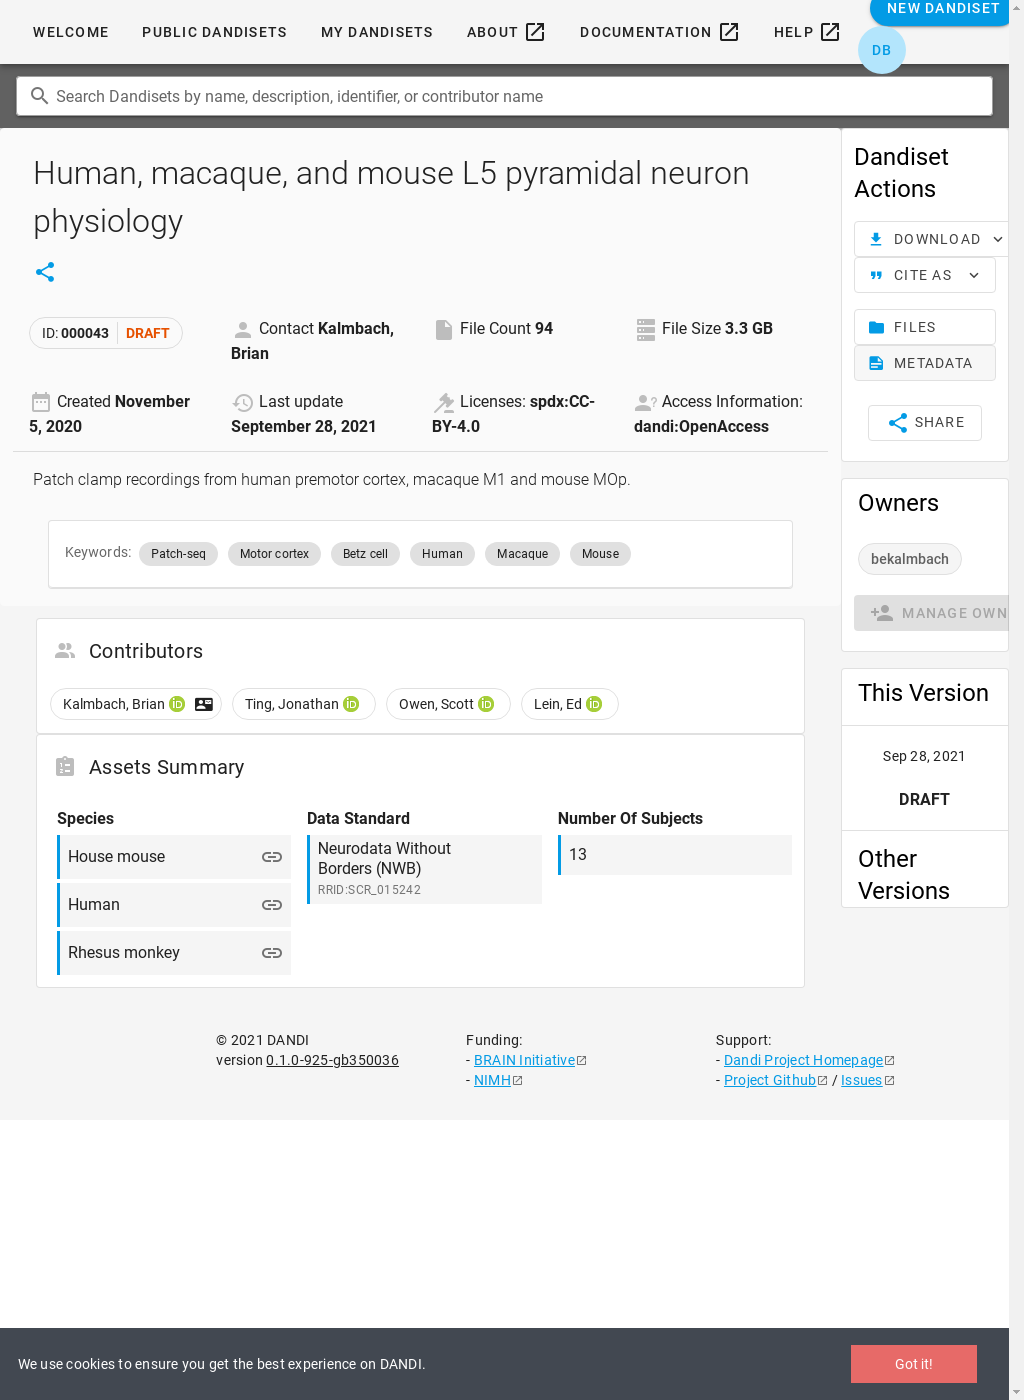 WELCOME PUBLIC DANDISETS MY DANDISETS ABOUT DOCUMENTATION HELP NEW DANDISET
DB
Search Dandisets by name, description, identifier, or contributor name
Human, macaque, and mouse L5 pyramidal neuron
physiology
ID: 000043 DRAFT
Contact Kalmbach,
Brian
File Count 94
File Size 3.3 GB
Created November
5, 2020
Last update
September 28, 2021
Licenses: spdx:CC-
BY-4.0
Access Information:
dandi:OpenAccess
Patch clamp recordings from human premotor cortex, macaque M1 and mouse MOp.
Keywords: Patch-seq Motor cortex Betz cell Human Macaque Mouse
Contributors
Kalmbach, Brian iD Ting, Jonathan iD Owen, Scott iD Lein, Ed iD
Assets Summary
Species
House mouse
Human
Rhesus monkey
Data Standard
Neurodata Without
Borders (NWB)
RRID:SCR_015242
Number Of Subjects
13
Dandiset
Actions
DOWNLOAD
CITE AS
FILES
METADATA
SHARE
Owners
bekalmbach
MANAGE OWN
This Version
Sep 28, 2021
DRAFT
Other
Versions
© 2021 DANDI
version 0.1.0-925-gb350036
Funding:
- BRAIN Initiative
- NIMH
Support:
- Dandi Project Homepage
- Project Github / Issues
We use cookies to ensure you get the best experience on DANDI.
Got it!